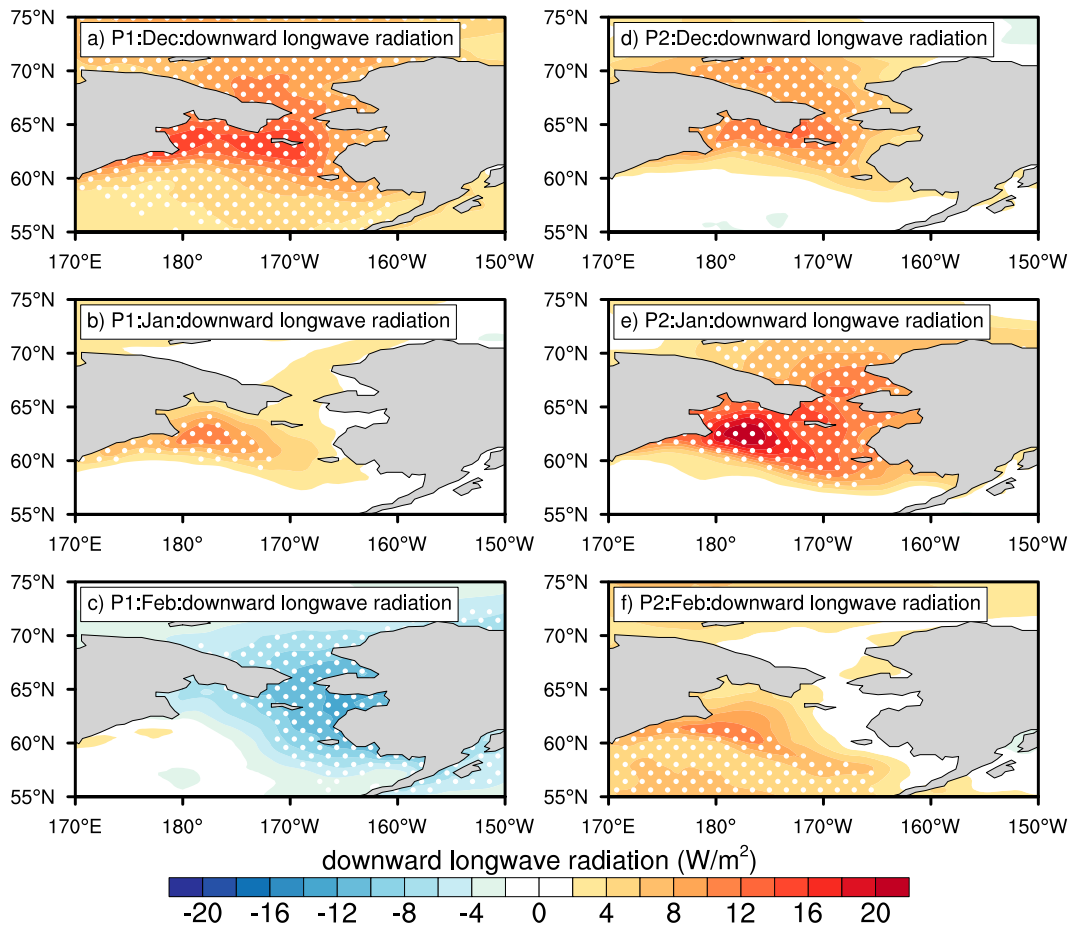 a) P1:Dec:downward longwave radiation
75°N
70°N
65°N
60°N
55°N
170°E 180° 170°W 160°W 150°W
d) P2:Dec:downward longwave radiation
75°N
70°N
65°N
60°N
55°N
170°E 180° 170°W 160°W 150°W
b) P1:Jan:downward longwave radiation
75°N
70°N
65°N
60°N
55°N
170°E 180° 170°W 160°W 150°W
e) P2:Jan:downward longwave radiation
75°N
70°N
65°N
60°N
55°N
170°E 180° 170°W 160°W 150°W
c) P1:Feb:downward longwave radiation
75°N
70°N
65°N
60°N
55°N
170°E 180° 170°W 160°W 150°W
f) P2:Feb:downward longwave radiation
75°N
70°N
65°N
60°N
55°N
170°E 180° 170°W 160°W 150°W
downward longwave radiation (W/m²)
-20 -16 -12 -8 -4 0 4 8 12 16 20